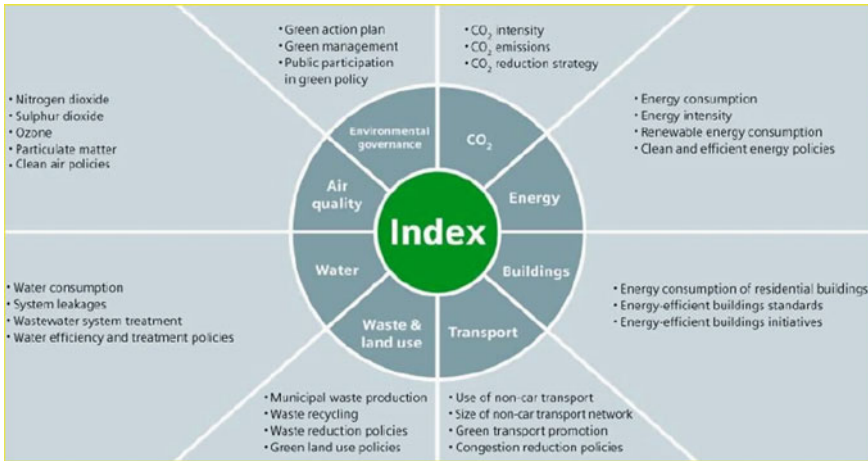 • Green action plan
• Green management
• Public participation
in green policy
• CO₂ intensity
• CO₂ emissions
• CO₂ reduction strategy
• Nitrogen dioxide
• Sulphur dioxide
• Ozone
• Particulate matter
• Clean air policies
• Energy consumption
• Energy intensity
• Renewable energy consumption
• Clean and efficient energy policies
Environmental
governance
CO₂
Air
quality
Energy
Index
Water
Buildings
Waste &
land use
Transport
• Water consumption
• System leakages
• Wastewater system treatment
• Water efficiency and treatment policies
• Energy consumption of residential buildings
• Energy-efficient buildings standards
• Energy-efficient buildings initiatives
• Municipal waste production
• Waste recycling
• Waste reduction policies
• Green land use policies
• Use of non-car transport
• Size of non-car transport network
• Green transport promotion
• Congestion reduction policies